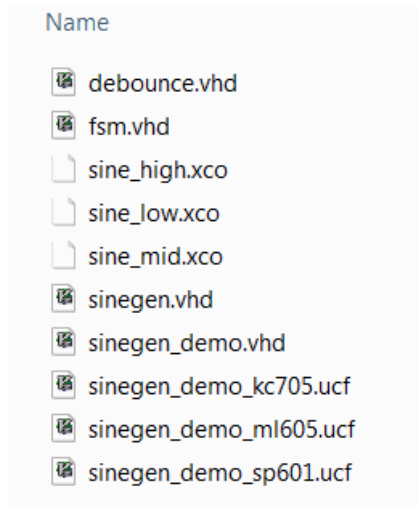 Name
debounce.vhd
fsm.vhd
sine_high.xco
sine_low.xco
sine_mid.xco
sinegen.vhd
sinegen_demo.vhd
sinegen_demo_kc705.ucf
sinegen_demo_ml605.ucf
sinegen_demo_sp601.ucf